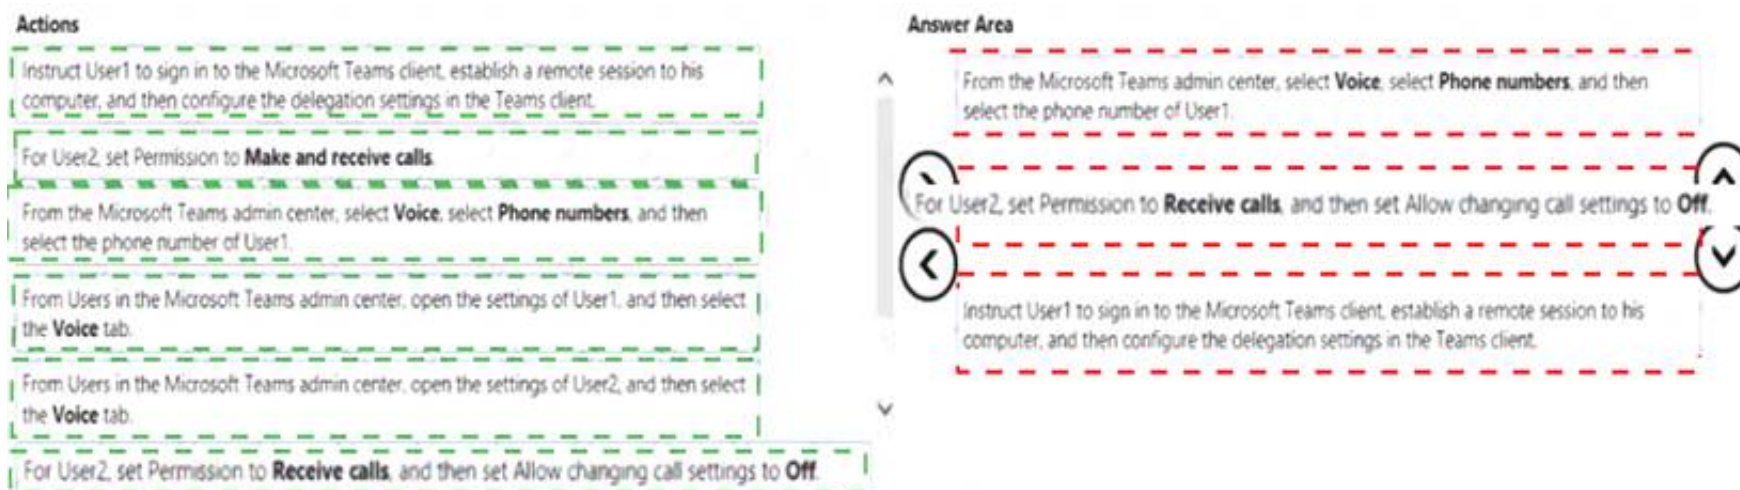 Actions
Instruct User1 to sign in to the Microsoft Teams client, establish a remote session to his
computer, and then configure the delegation settings in the Teams client.
For User2, set Permission to Make and receive calls.
From the Microsoft Teams admin center, select Voice, select Phone numbers, and then
select the phone number of User1.
From Users in the Microsoft Teams admin center, open the settings of User1, and then select
the Voice tab.
From Users in the Microsoft Teams admin center, open the settings of User2, and then select
the Voice tab.
For User2, set Permission to Receive calls, and then set Allow changing call settings to Off.
Answer Area
From the Microsoft Teams admin center, select Voice, select Phone numbers, and then
select the phone number of User1.
For User2, set Permission to Receive calls, and then set Allow changing call settings to Off.
Instruct User1 to sign in to the Microsoft Teams client, establish a remote session to his
computer, and then configure the delegation settings in the Teams client.